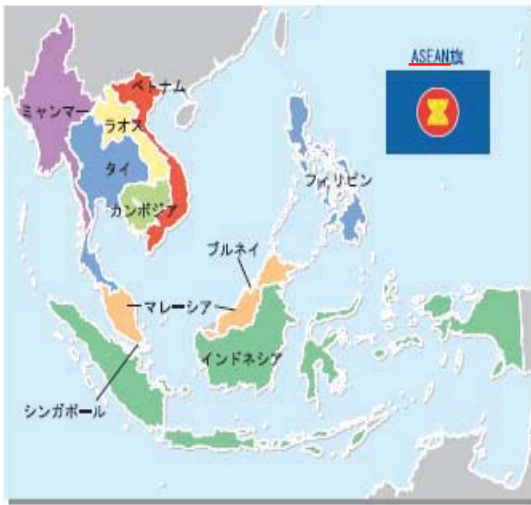 ASEAN旗
ベトナム
ミャンマー
ラオス
タイ
フィリピン
カンボジア
ブルネイ
マレーシア
インドネシア
シンガポール